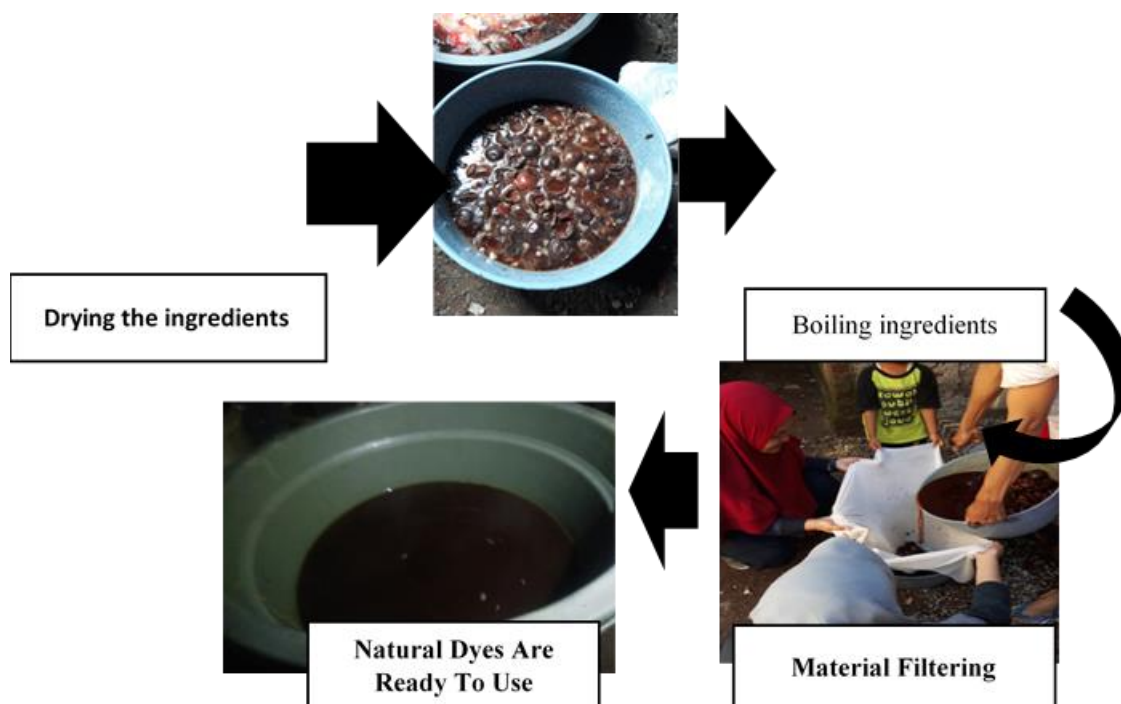 Drying the ingredients
Boiling ingredients
Natural Dyes Are
Ready To Use
Material Filtering